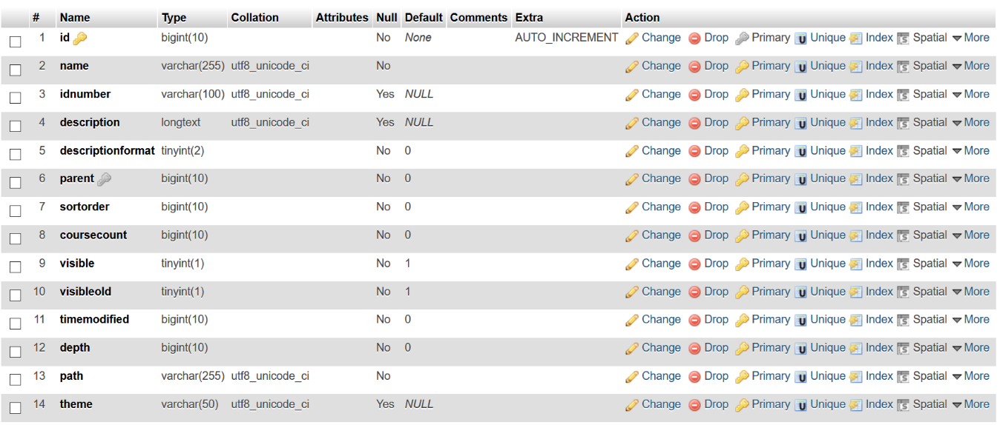 # Name Type Collation Attributes Null Default Comments Extra Action
1 id bigint(10) No None AUTO_INCREMENT Change Drop Primary U Unique Index S Spatial More
2 name varchar(255) utf8_unicode_ci No Change Drop Primary U Unique Index S Spatial More
3 idnumber varchar(100) utf8_unicode_ci Yes NULL Change Drop Primary U Unique Index S Spatial More
4 description longtext utf8_unicode_ci Yes NULL Change Drop Primary U Unique Index S Spatial More
5 descriptionformat tinyint(2) No 0 Change Drop Primary U Unique Index S Spatial More
6 parent bigint(10) No 0 Change Drop Primary U Unique Index S Spatial More
7 sortorder bigint(10) No 0 Change Drop Primary U Unique Index S Spatial More
8 coursecount bigint(10) No 0 Change Drop Primary U Unique Index S Spatial More
9 visible tinyint(1) No 1 Change Drop Primary U Unique Index S Spatial More
10 visibleold tinyint(1) No 1 Change Drop Primary U Unique Index S Spatial More
11 timemodified bigint(10) No 0 Change Drop Primary U Unique Index S Spatial More
12 depth bigint(10) No 0 Change Drop Primary U Unique Index S Spatial More
13 path varchar(255) utf8_unicode_ci No Change Drop Primary U Unique Index S Spatial More
14 theme varchar(50) utf8_unicode_ci Yes NULL Change Drop Primary U Unique Index S Spatial More